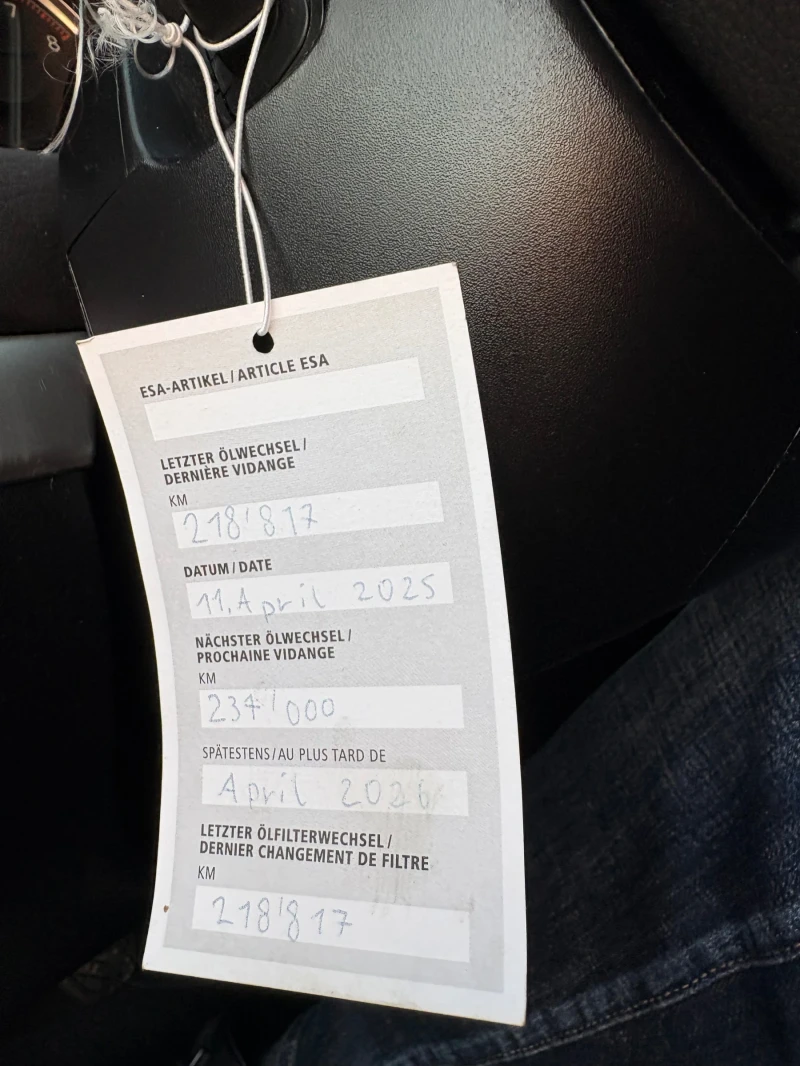 8
ESA-ARTIKEL / ARTICLE ESA
LETZTER ÖLWECHSEL /
DERNIÈRE VIDANGE
KM
218'817
DATUM / DATE
11. April 2025
NÄCHSTER ÖLWECHSEL /
PROCHAINE VIDANGE
KM
237'000
SPÄTESTENS / AU PLUS TARD DE
April 2026
LETZTER ÖLFILTERWECHSEL /
DERNIER CHANGEMENT DE FILTRE
KM
218'817